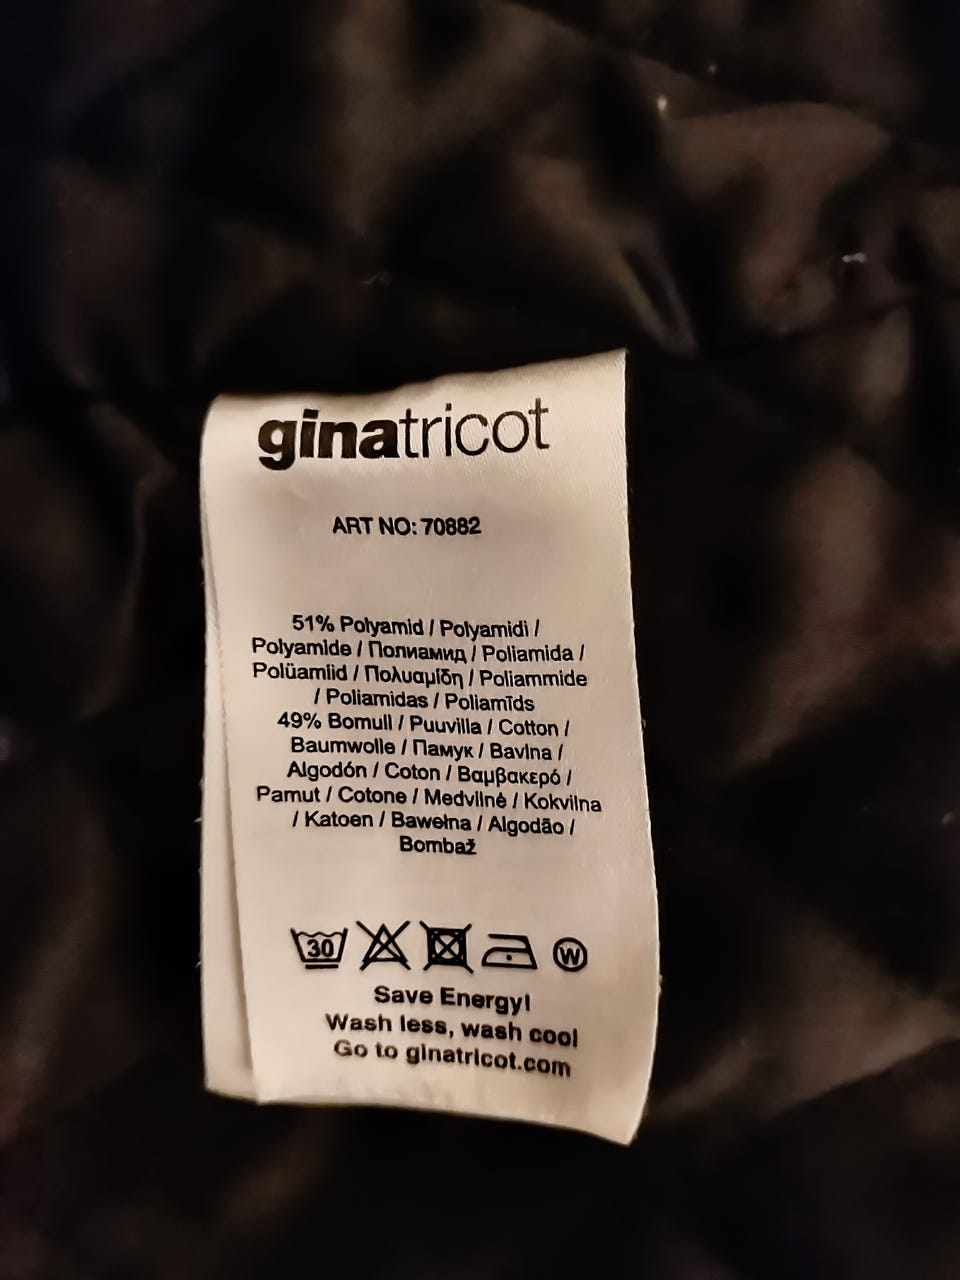 ginatricot
ART NO: 70882
51% Polyamid / Polyamidi /
Polyamide / Полиамид / Poliamida /
Polüamiid / Πολυαμίδη / Poliammide
/ Poliamidas / Poliamīds
49% Bomull / Puuvilla / Cotton /
Baumwolle / Памук / Bavlna /
Algodón / Coton / Βαμβακερό /
Pamut / Cotone / Medvilnė / Kokvilna
/ Katoen / Bawełna / Algodão /
Bombaž
30 W
Save Energy!
Wash less, wash cool
Go to ginatricot.com